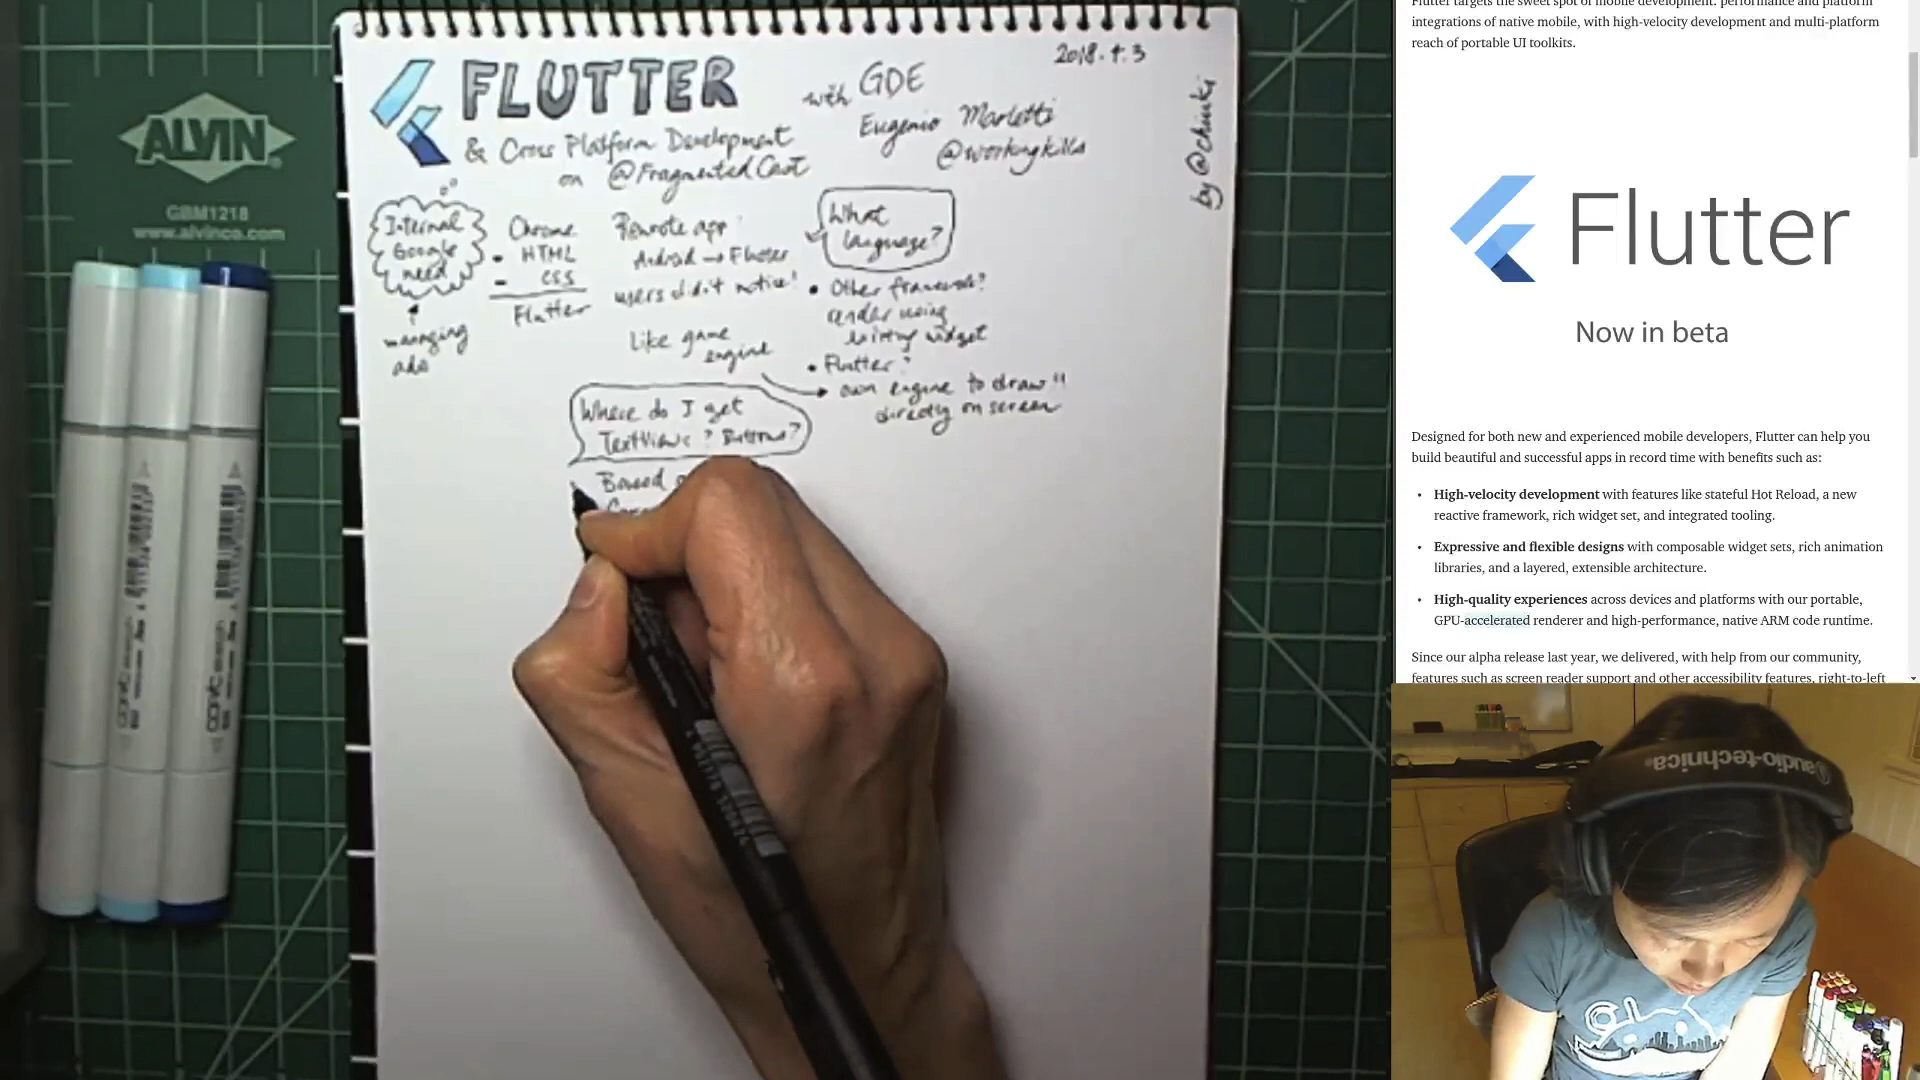 2018.4.3
FLUTTER
with GDE
& Cross Platform Development
Eugenio Marletti
on @FragmentedCast
@workingkills
by @chiuki
Internal
Google
need
managing
ads
Chrome
- HTML
- CSS
Flutter
Remote app:
Android → Flutter
users didn't notice!
Like game
engine
What
language?
• Other framework?
render using
existing widget
• Flutter:
own engine to draw
directly on screen
Where do I get
TextViews? Buttons?
Based
ALVIN
GBM1218
www.alvinco.com
Flutter targets the sweet spot of mobile development: performance and platform
integrations of native mobile, with high-velocity development and multi-platform
reach of portable UI toolkits.
Flutter
Now in beta
Designed for both new and experienced mobile developers, Flutter can help you
build beautiful and successful apps in record time with benefits such as:
• High-velocity development with features like stateful Hot Reload, a new
reactive framework, rich widget set, and integrated tooling.
• Expressive and flexible designs with composable widget sets, rich animation
libraries, and a layered, extensible architecture.
• High-quality experiences across devices and platforms with our portable,
GPU-accelerated renderer and high-performance, native ARM code runtime.
Since our alpha release last year, we delivered, with help from our community,
features such as screen reader support and other accessibility features, right-to-left
audio-technica